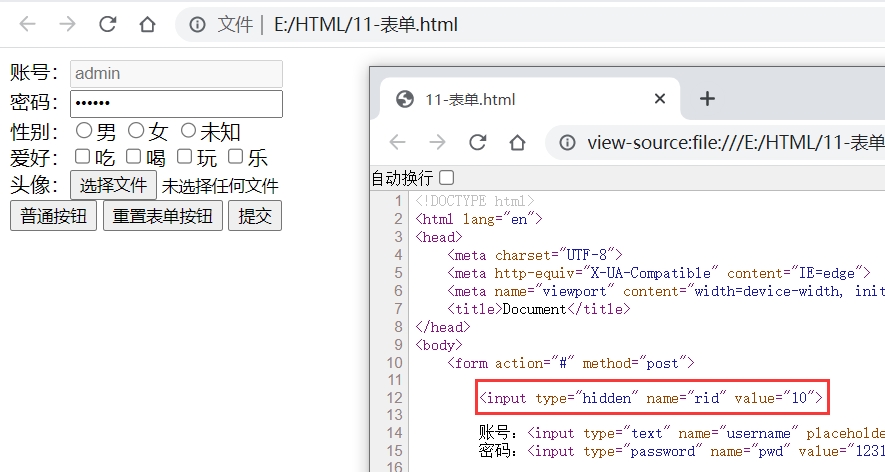 文件 | E:/HTML/11-表单.html
账号： admin
密码： ••••••
性别： 男 女 未知
爱好： 吃 喝 玩 乐
头像： 选择文件 未选择任何文件
普通按钮 重置表单按钮 提交
11-表单.html
view-source:file:///E:/HTML/11-表单
自动换行
1 <!DOCTYPE html>
2 <html lang="en">
3 <head>
4 <meta charset="UTF-8">
5 <meta http-equiv="X-UA-Compatible" content="IE=edge">
6 <meta name="viewport" content="width=device-width, init
7 <title>Document</title>
8 </head>
9 <body>
10 <form action="#" method="post">
11
12 <input type="hidden" name="rid" value="10">
13
14 账号：<input type="text" name="username" placeholde
15 密码：<input type="password" name="pwd" value="1231
16